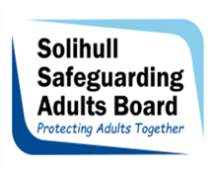 Solihull
Safeguarding
Adults Board
Protecting Adults Together